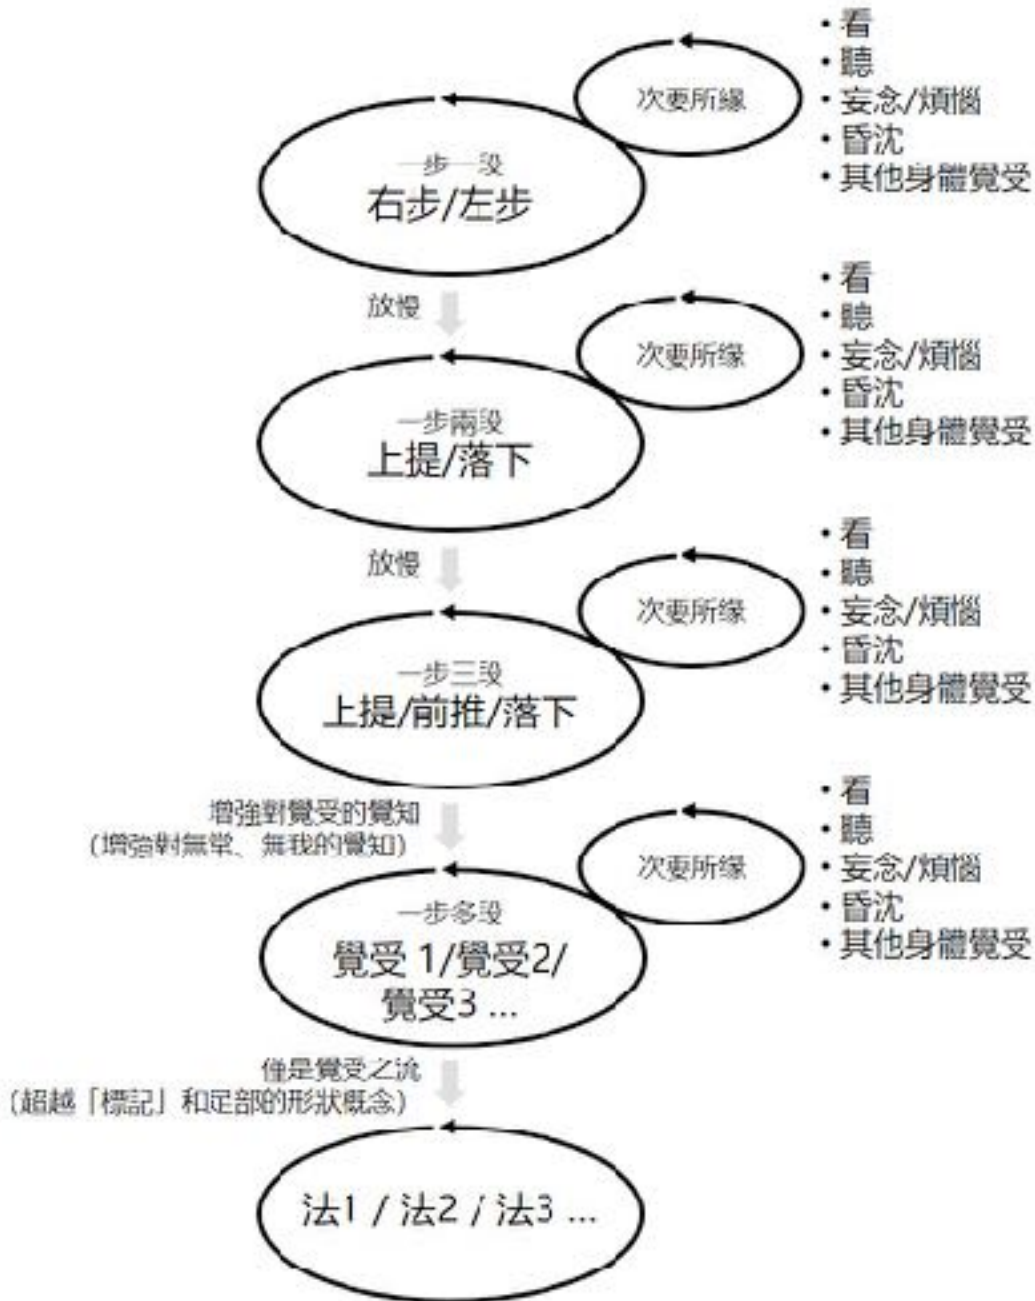 次要所緣
• 看
• 聽
• 妄念/煩惱
• 昏沈
• 其他身體覺受
一步一段
右步/左步
放慢
次要所缘
• 看
• 聽
• 妄念/煩惱
• 昏沈
• 其他身體覺受
一步兩段
上提/落下
放慢
次要所缘
• 看
• 聽
• 妄念/煩惱
• 昏沈
• 其他身體覺受
一步三段
上提/前推/落下
增強對覺受的覺知
(增強對無常、無我的覺知)
次要所缘
• 看
• 聽
• 妄念/煩惱
• 昏沈
• 其他身體覺受
一步多段
覺受 1/覺受2/
覺受3 ...
僅是覺受之流
(超越「標記」和足部的形狀概念)
法1 / 法2 / 法3 ...